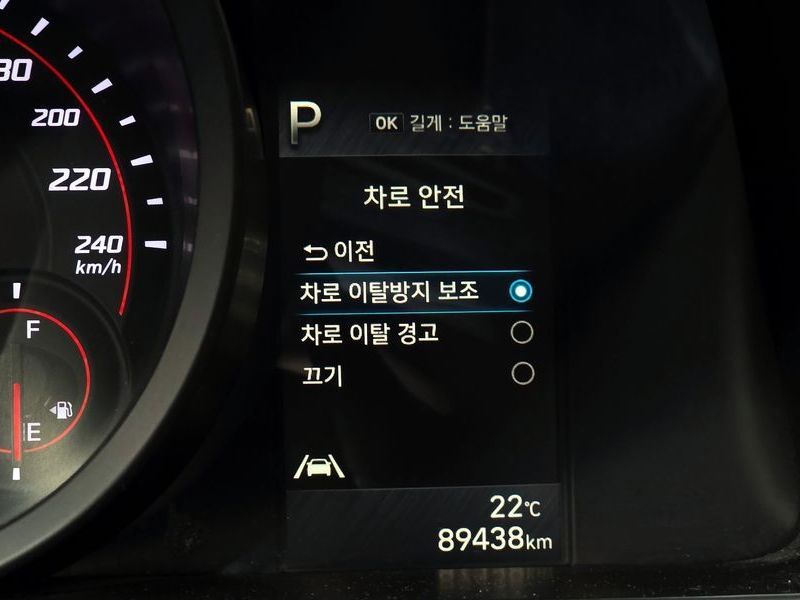 200
220
240
km/h
F
E
P
OK 길게 : 도움말
차로 안전
이전
차로 이탈방지 보조
차로 이탈 경고
끄기
22°C
89438km